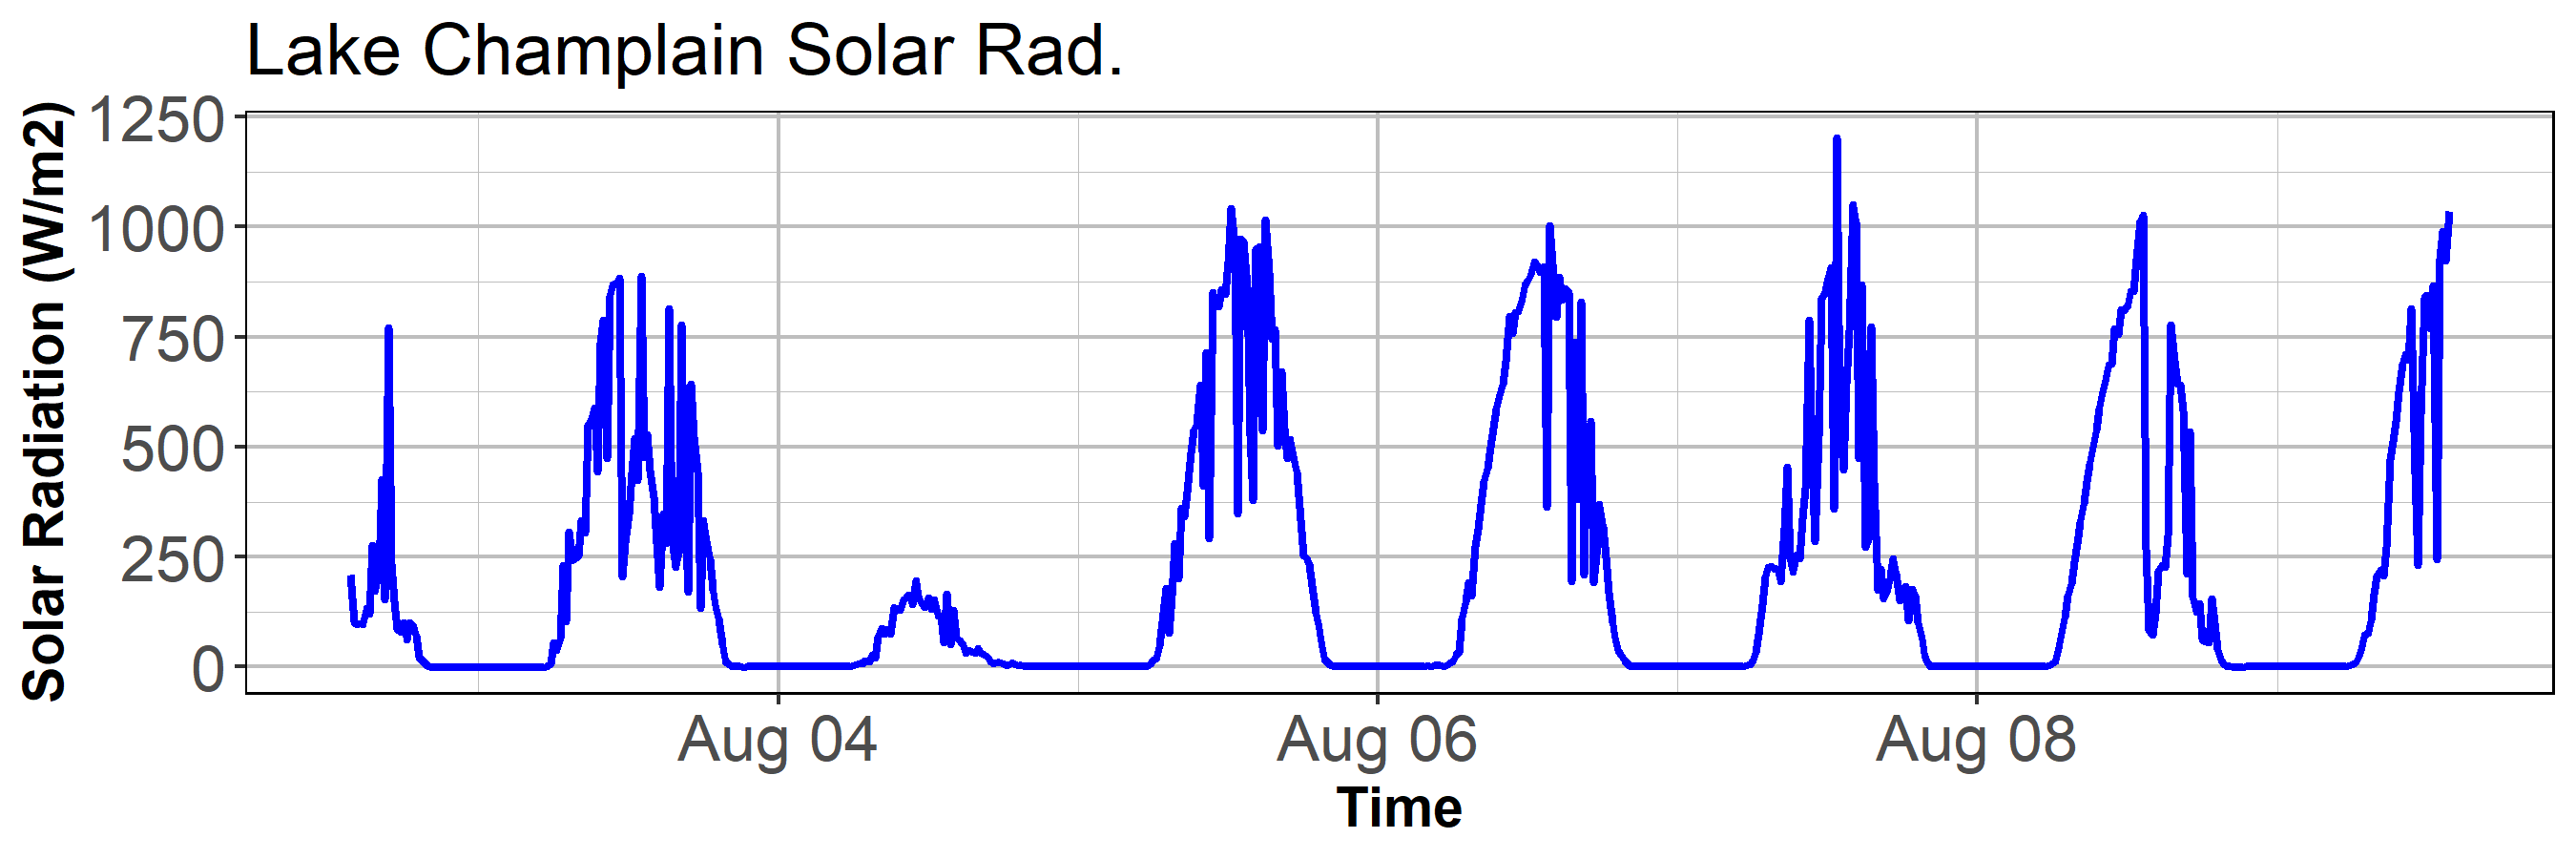 Lake Champlain Solar Rad.
Solar Radiation (W/m2)
1250
1000
750
500
250
0
Aug 04 Aug 06 Aug 08
Time